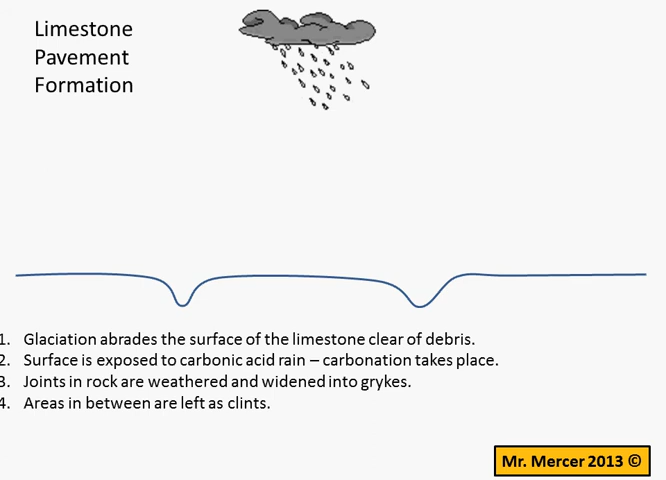 Limestone
Pavement
Formation
1. Glaciation abrades the surface of the limestone clear of debris.
2. Surface is exposed to carbonic acid rain – carbonation takes place.
3. Joints in rock are weathered and widened into grykes.
4. Areas in between are left as clints.
Mr. Mercer 2013 ©